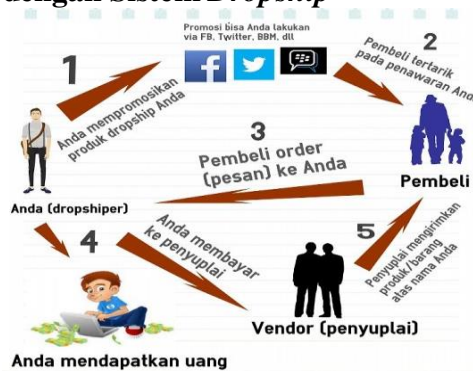 dengan Sistem Dropship
Promosi bisa Anda lakukan
via FB, Twitter, BBM, dll
1
2
Anda mempromosikan
produk dropship Anda
Pembeli tertarik
pada penawaran Anda
3
Pembeli order
(pesan) ke Anda
Pembeli
Anda (dropshiper)
4
Anda membayar
ke penyuplai
5
Penyuplai mengirimkan
produk/barang
atas nama Anda
Vendor (penyuplai)
Anda mendapatkan uang